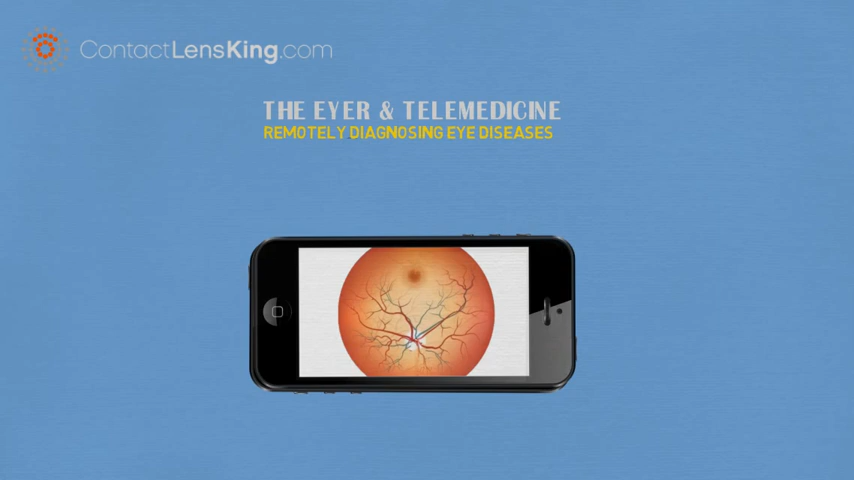 ContactLensKing.com
THE EYER & TELEMEDICINE
REMOTELY DIAGNOSING EYE DISEASES